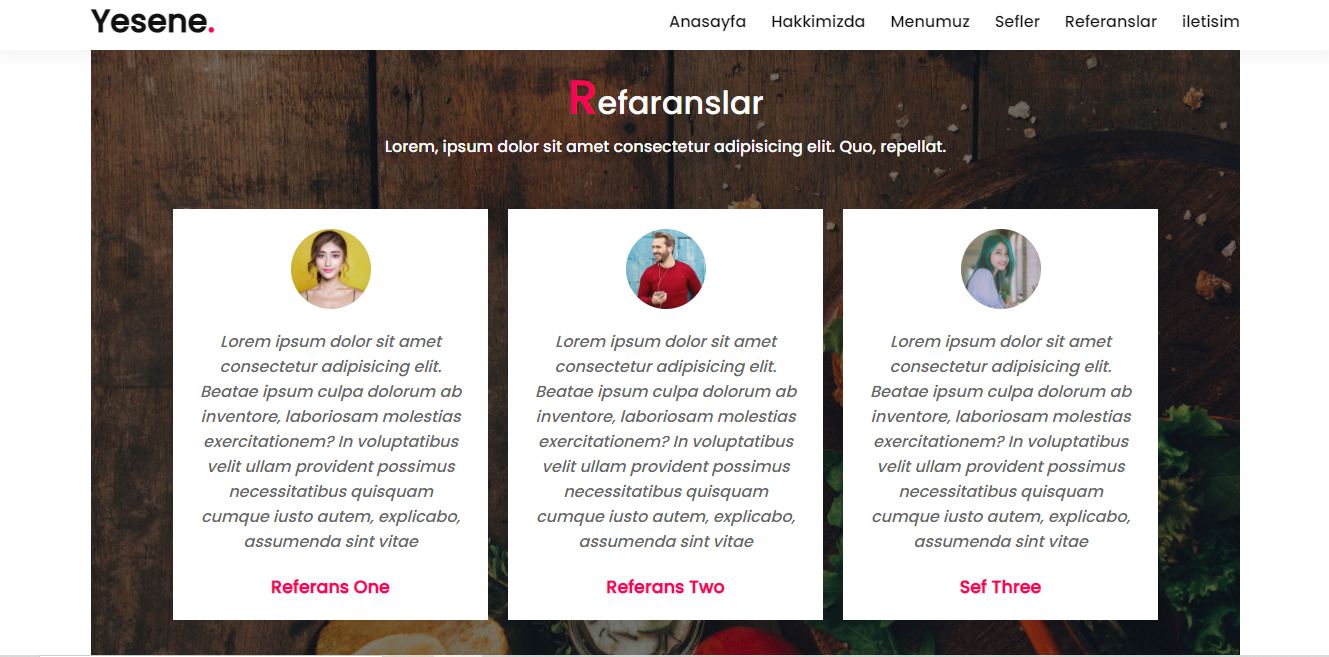 Yesene.
Anasayfa Hakkimizda Menumuz Sefler Referanslar iletisim
Refaranslar
Lorem, ipsum dolor sit amet consectetur adipisicing elit. Quo, repellat.
Lorem ipsum dolor sit amet
consectetur adipisicing elit.
Beatae ipsum culpa dolorum ab
inventore, laboriosam molestias
exercitationem? In voluptatibus
velit ullam provident possimus
necessitatibus quisquam
cumque iusto autem, explicabo,
assumenda sint vitae
Referans One
Lorem ipsum dolor sit amet
consectetur adipisicing elit.
Beatae ipsum culpa dolorum ab
inventore, laboriosam molestias
exercitationem? In voluptatibus
velit ullam provident possimus
necessitatibus quisquam
cumque iusto autem, explicabo,
assumenda sint vitae
Referans Two
Lorem ipsum dolor sit amet
consectetur adipisicing elit.
Beatae ipsum culpa dolorum ab
inventore, laboriosam molestias
exercitationem? In voluptatibus
velit ullam provident possimus
necessitatibus quisquam
cumque iusto autem, explicabo,
assumenda sint vitae
Sef Three